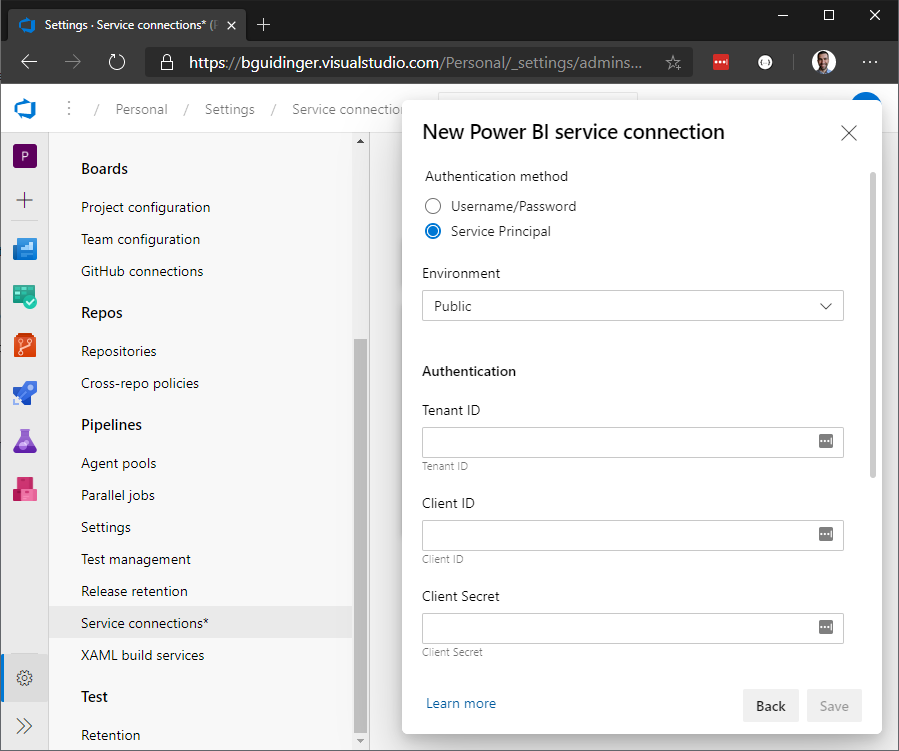 Settings · Service connections* (P
https://bguidinger.visualstudio.com/Personal/_settings/admins...
/ Personal / Settings / Service connection
P
Boards
Project configuration
Team configuration
GitHub connections
Repos
Repositories
Cross-repo policies
Pipelines
Agent pools
Parallel jobs
Settings
Test management
Release retention
Service connections*
XAML build services
Test
Retention
New Power BI service connection
Authentication method
Username/Password
Service Principal
Environment
Public
Authentication
Tenant ID
Tenant ID
Client ID
Client ID
Client Secret
Client Secret
Learn more
Back
Save